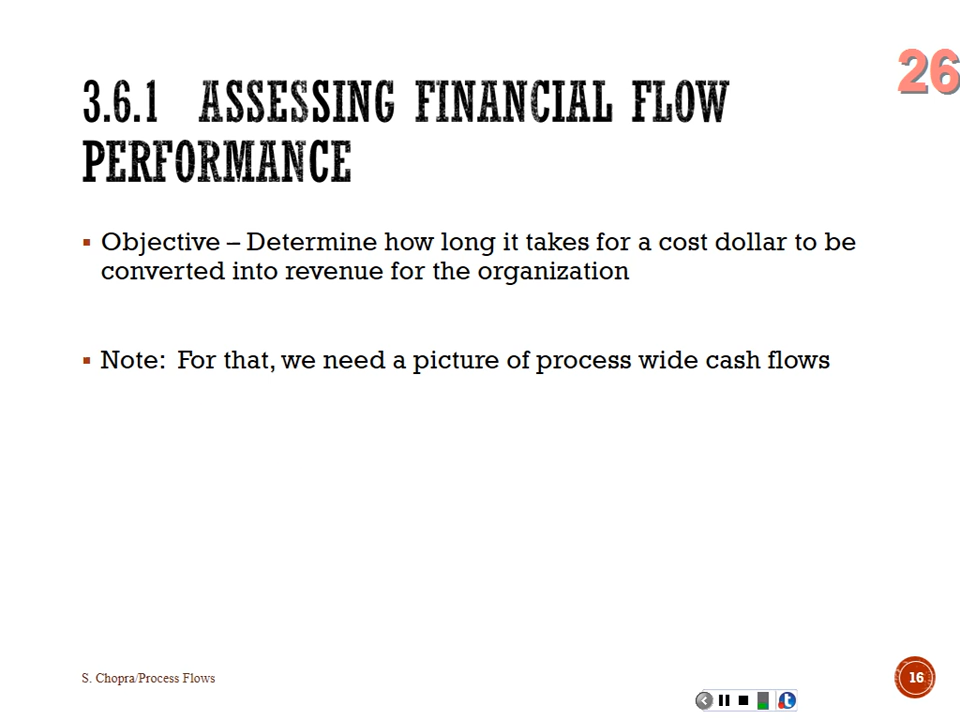 26
3.6.1 ASSESSING FINANCIAL FLOW
PERFORMANCE
▪ Objective – Determine how long it takes for a cost dollar to be
converted into revenue for the organization
▪ Note: For that, we need a picture of process wide cash flows
S. Chopra/Process Flows
16
t